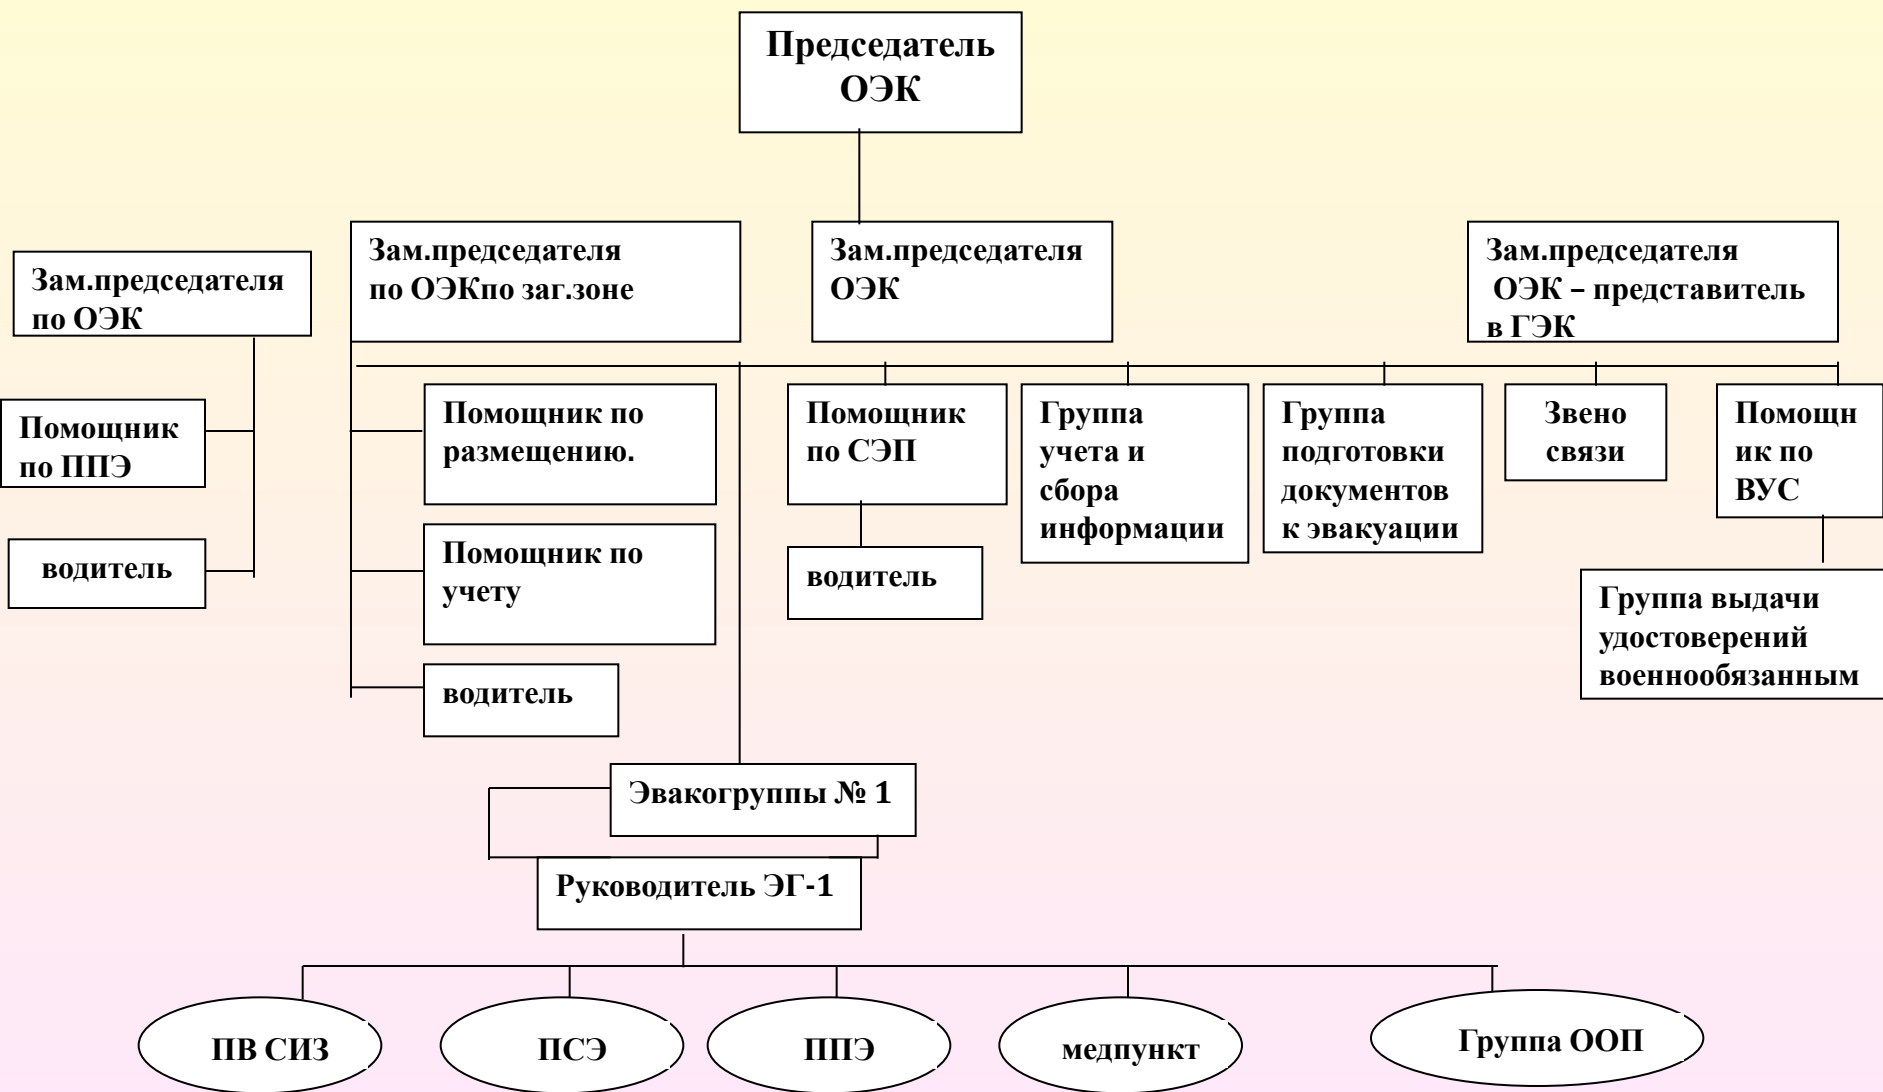 Председатель
ОЭК
Зам.председателя
по ОЭК
Зам.председателя
по ОЭКпо заг.зоне
Зам.председателя
ОЭК
Зам.председателя
ОЭК – представитель
в ГЭК
Помощник
по ППЭ
водитель
Помощник по
размещению.
Помощник по
учету
водитель
Помощник
по СЭП
водитель
Группа
учета и
сбора
информации
Группа
подготовки
документов
к эвакуации
Звено
связи
Помощн
ик по
ВУС
Группа выдачи
удостоверений
военнообязанным
Эвакогруппы № 1
Руководитель ЭГ-1
ПВ СИЗ
ПСЭ
ППЭ
медпункт
Группа ООП